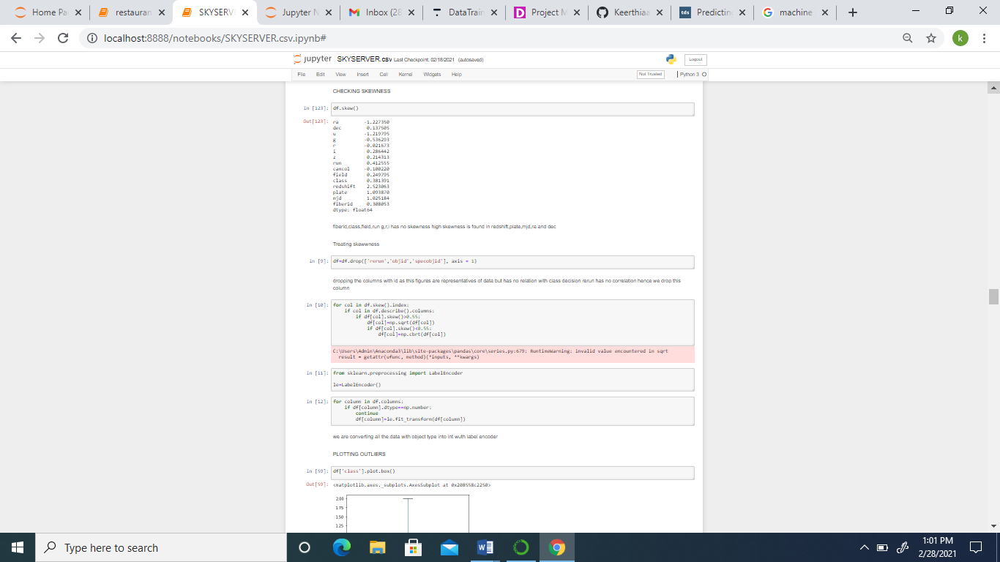 Home Pa
restauran
SKYSERV
Jupyter N
Inbox (28
DataTrain
Project M
Keerthiaa
tds
Predictin
machine
localhost:8888/notebooks/SKYSERVER.csv.ipynb#
k
jupyter SKYSERVER.csv Last Checkpoint: 02/18/2021 (autosaved)
Logout
File Edit View Insert Cell Kernel Widgets Help
Not Trusted
Python 3
CHECKING SKEWNESS
In [123]: df.skew()
Out[123]: ra -1.227350
dec 0.137505
u -1.219795
g -0.536293
r -0.021673
i 0.286442
z 0.214313
run 0.412555
camcol -0.100220
field 0.249795
class 0.381391
redshift 2.523063
plate 1.093870
mjd 1.025184
fiberid 0.308053
dtype: float64
fiberid,class,field,run g,r,i has no skewness high skewness is found in redshift,plate,mjd,ra and dec
Treating skewwness
In [9]: df=df.drop(['rerun','objid','specobjid'], axis = 1)
dropping the columns with id as this figures are representatives of data but has no relation with class decision rerun has no correlation hence we drop this
column
In [10]: for col in df.skew().index:
if col in df.describe().columns:
if df[col].skew()>0.55:
df[col]=np.sqrt(df[col])
if df[col].skew()<0.55:
df[col]=np.cbrt(df[col])
C:\Users\Admin\Anaconda3\lib\site-packages\pandas\core\series.py:679: RuntimeWarning: invalid value encountered in sqrt
result = getattr(ufunc, method)(*inputs, **kwargs)
In [11]: from sklearn.preprocessing import LabelEncoder
le=LabelEncoder()
In [12]: for column in df.columns:
if df[column].dtype==np.number:
continue
df[column]=le.fit_transform(df[column])
we are converting all the data with object type into int wuth label encoder
PLOTTING OUTLIERS
In [59]: df['class'].plot.box()
Out[59]: <matplotlib.axes._subplots.AxesSubplot at 0x208558c2250>
2.00
1.75
1.50
1.25
Type here to search
1:01 PM
2/28/2021